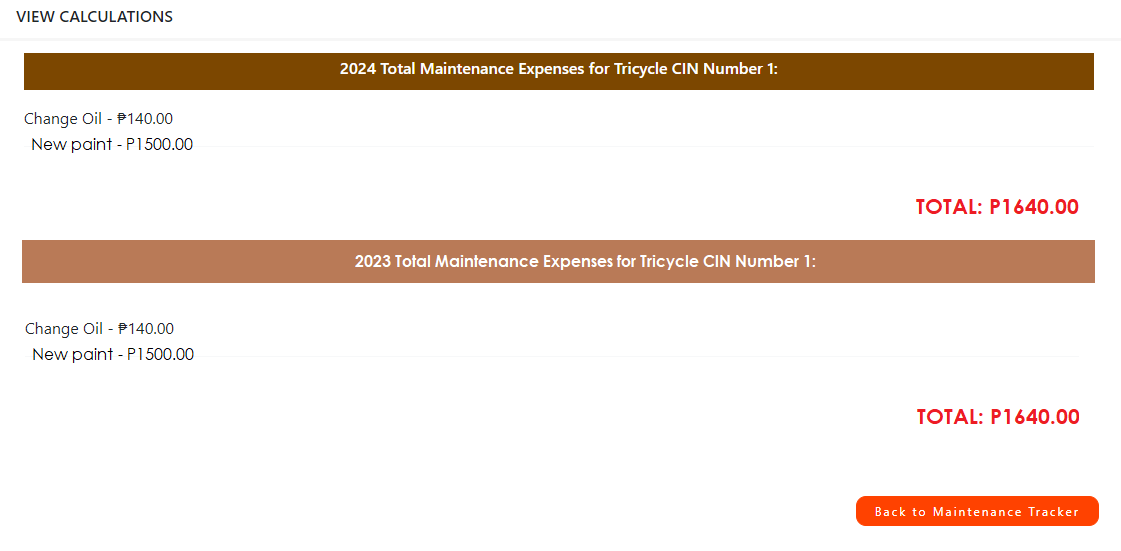 VIEW CALCULATIONS
2024 Total Maintenance Expenses for Tricycle CIN Number 1:
Change Oil - ₱140.00
New paint - P1500.00
TOTAL: P1640.00
2023 Total Maintenance Expenses for Tricycle CIN Number 1:
Change Oil - ₱140.00
New paint - P1500.00
TOTAL: P1640.00
Back to Maintenance Tracker